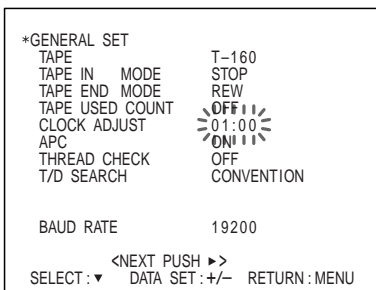 *GENERAL SET
TAPE T–160
TAPE IN MODE STOP
TAPE END MODE REW
TAPE USED COUNT OFF
CLOCK ADJUST 01:00
APC ON
THREAD CHECK OFF
T/D SEARCH CONVENTION
BAUD RATE 19200
<NEXT PUSH ►>
SELECT:▼ DATA SET:+/– RETURN:MENU